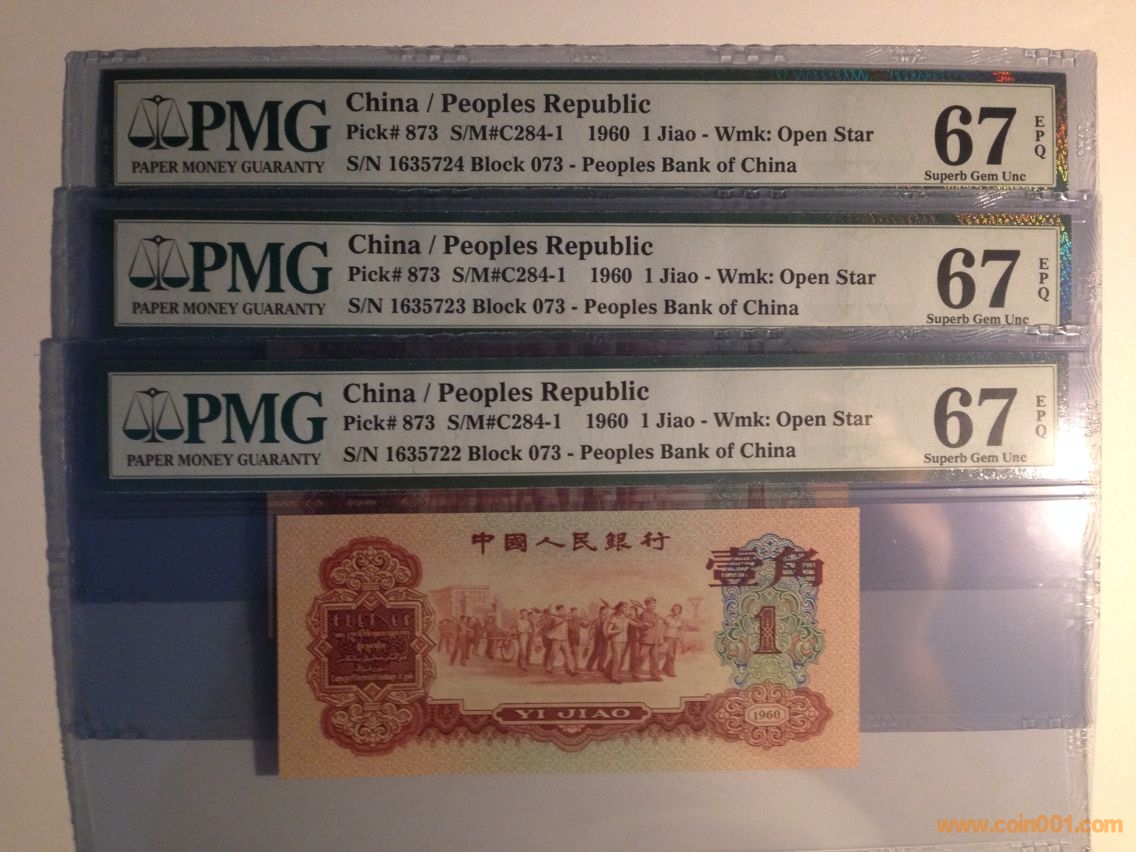 PMG
PAPER MONEY GUARANTY
China / Peoples Republic
Pick# 873 S/M#C284-1 1960 1 Jiao - Wmk: Open Star
S/N 1635724 Block 073 - Peoples Bank of China
67
EPQ
Superb Gem Unc
PMG
PAPER MONEY GUARANTY
China / Peoples Republic
Pick# 873 S/M#C284-1 1960 1 Jiao - Wmk: Open Star
S/N 1635723 Block 073 - Peoples Bank of China
67
EPQ
Superb Gem Unc
PMG
PAPER MONEY GUARANTY
China / Peoples Republic
Pick# 873 S/M#C284-1 1960 1 Jiao - Wmk: Open Star
S/N 1635722 Block 073 - Peoples Bank of China
67
EPQ
Superb Gem Unc
中國人民銀行
壹角
1
YI JIAO
1960
www.coin001.com